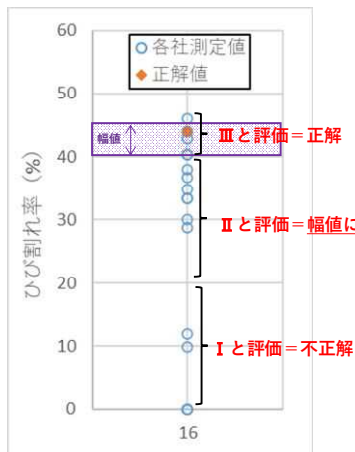 60
50
40
30
20
10
0
ひび割れ率（%）
各社測定値
正解値
幅値
Ⅲと評価＝正解
Ⅱと評価＝幅値に
Ⅰと評価＝不正解
16